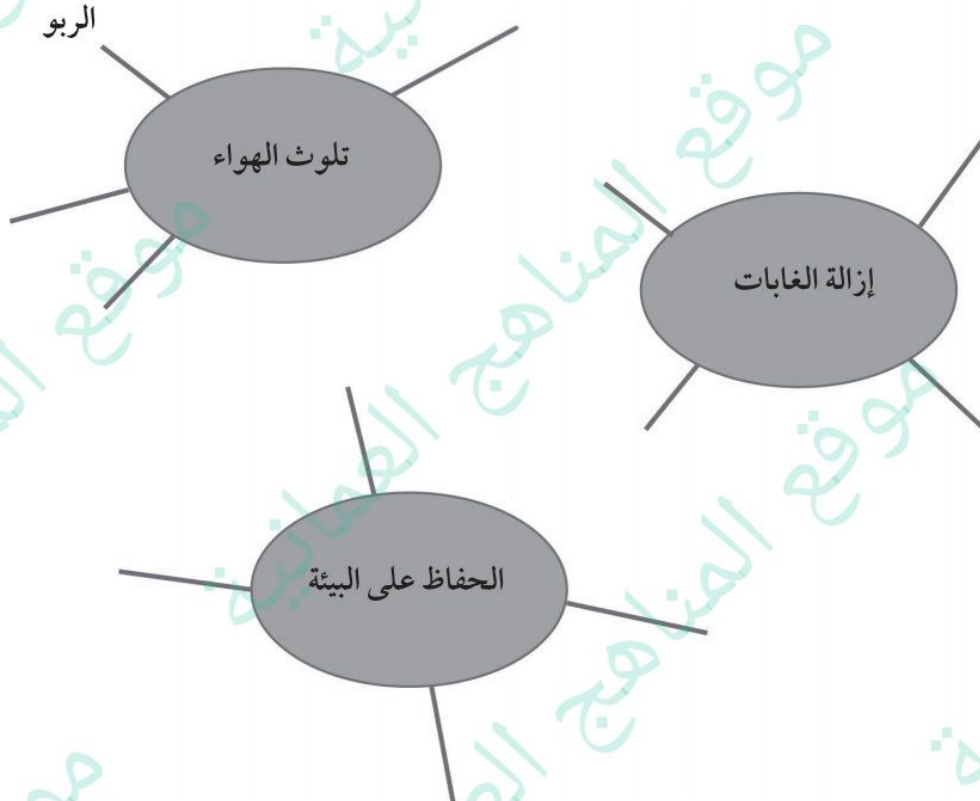 الربو
تلوث الهواء
إزالة الغابات
الحفاظ على البيئة
موقع المناهج العمانية